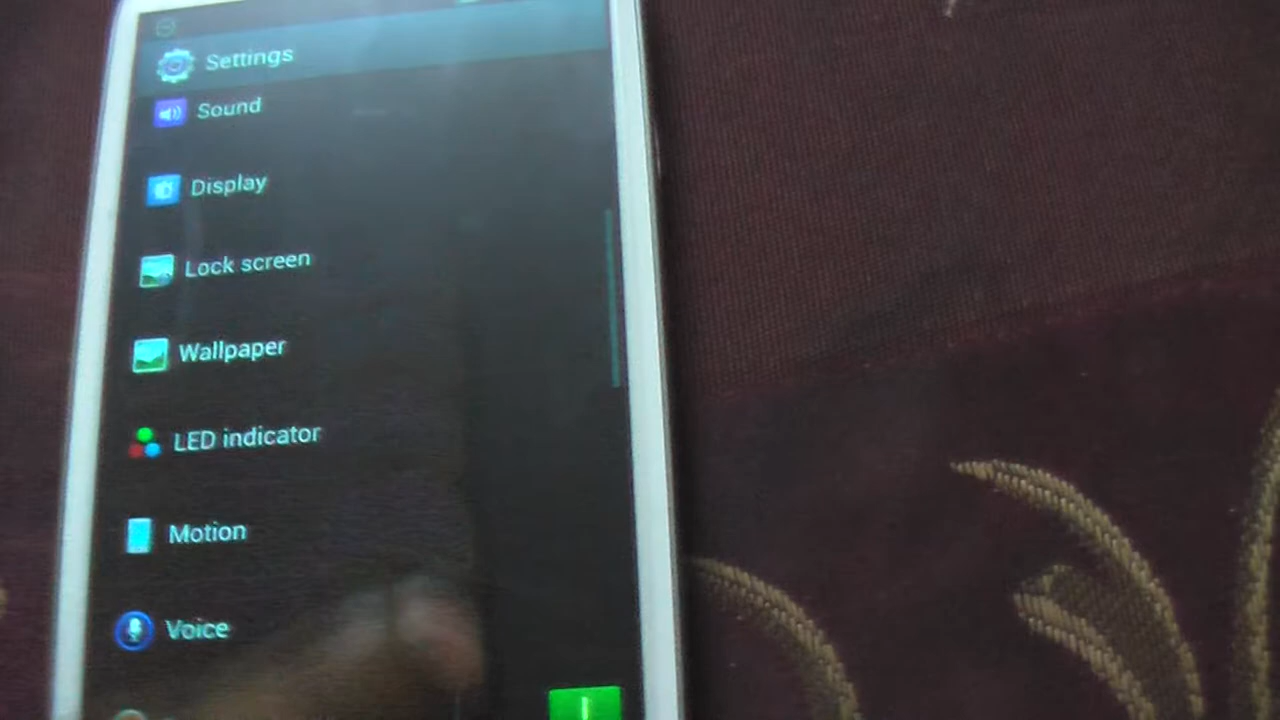 Settings
Sound
Display
Lock screen
Wallpaper
LED indicator
Motion
Voice